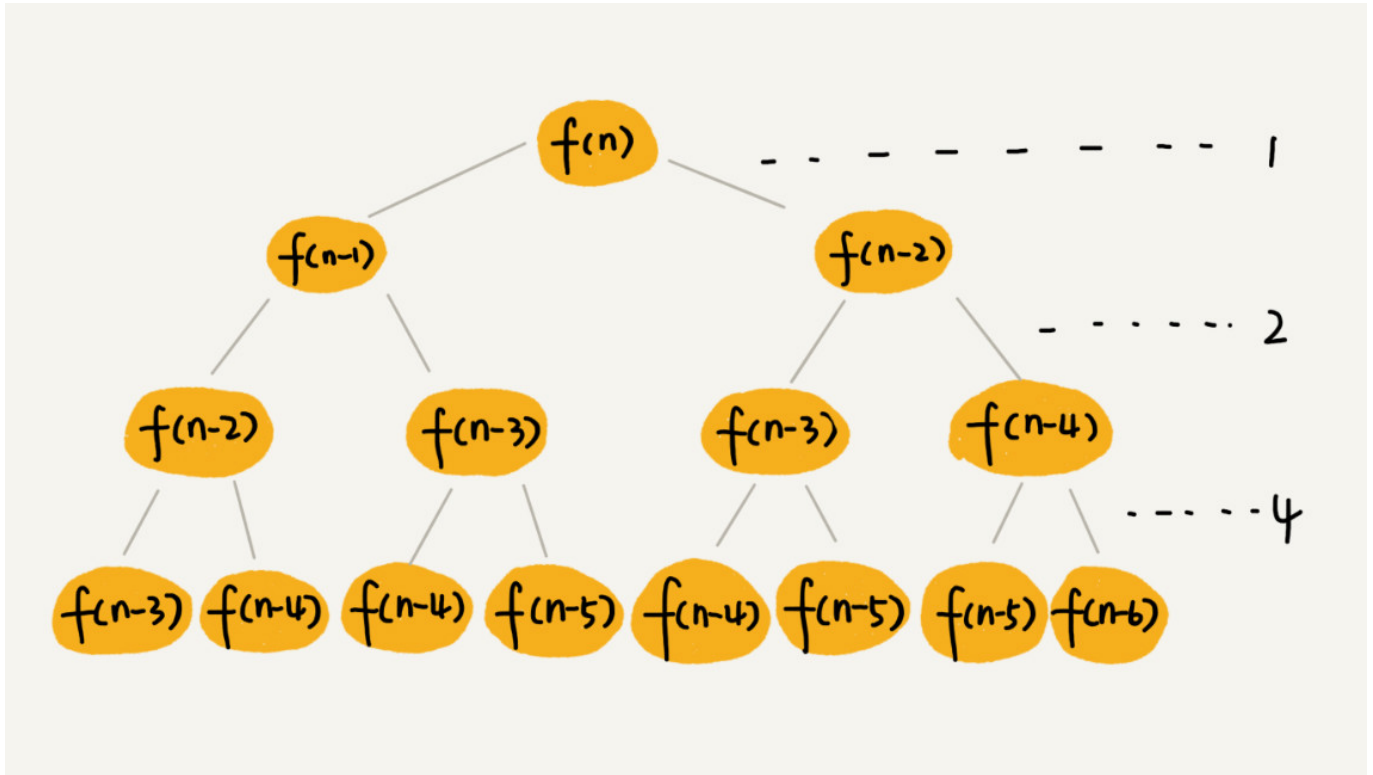 f(n) 1
f(n-1) f(n-2)
2
f(n-2) f(n-3) f(n-3) f(n-4)
4
f(n-3) f(n-4) f(n-4) f(n-5) f(n-4) f(n-5) f(n-5) f(n-6)